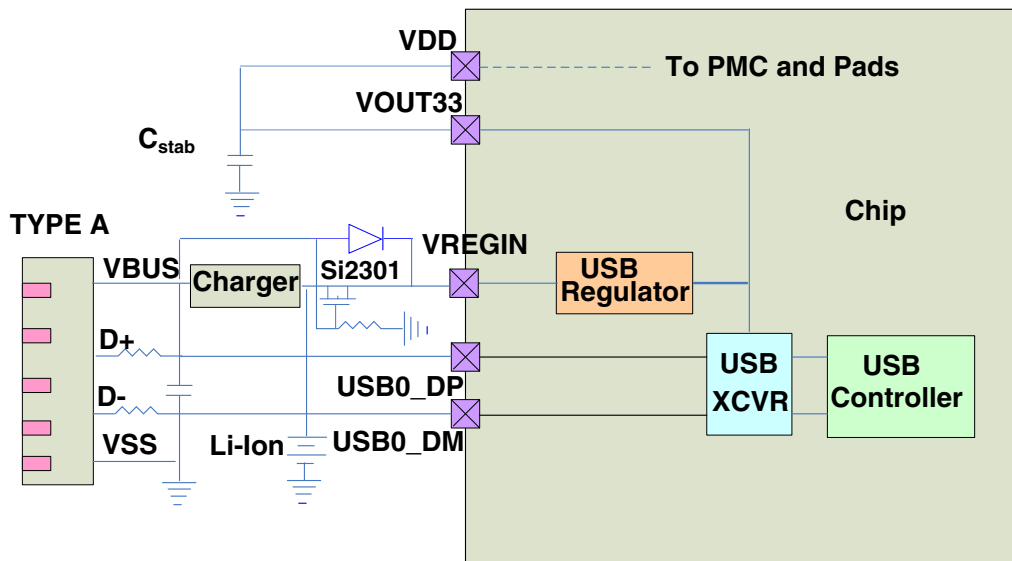 VDD
To PMC and Pads
VOUT33
Cstab
Chip
TYPE A
VREGIN
VBUS
Charger
Si2301
USB
Regulator
D+
USB
XCVR
USB
Controller
USB0_DP
D-
VSS
Li-Ion
USB0_DM